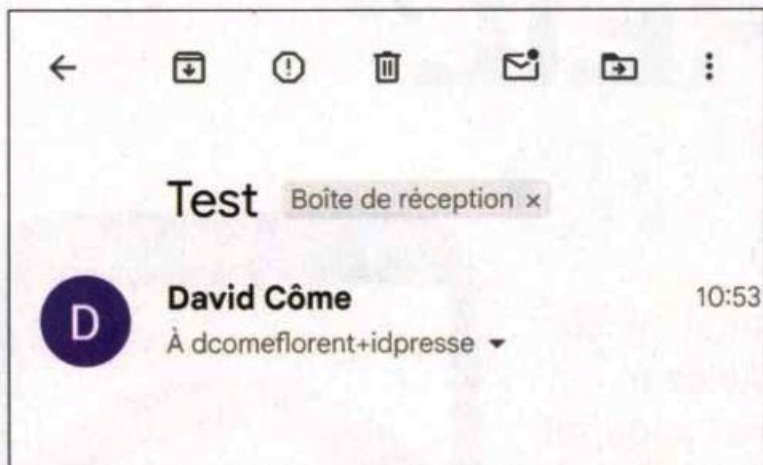 Test Boîte de réception ×
D
David Côme 10:53
À dcomeflorent+idpresse